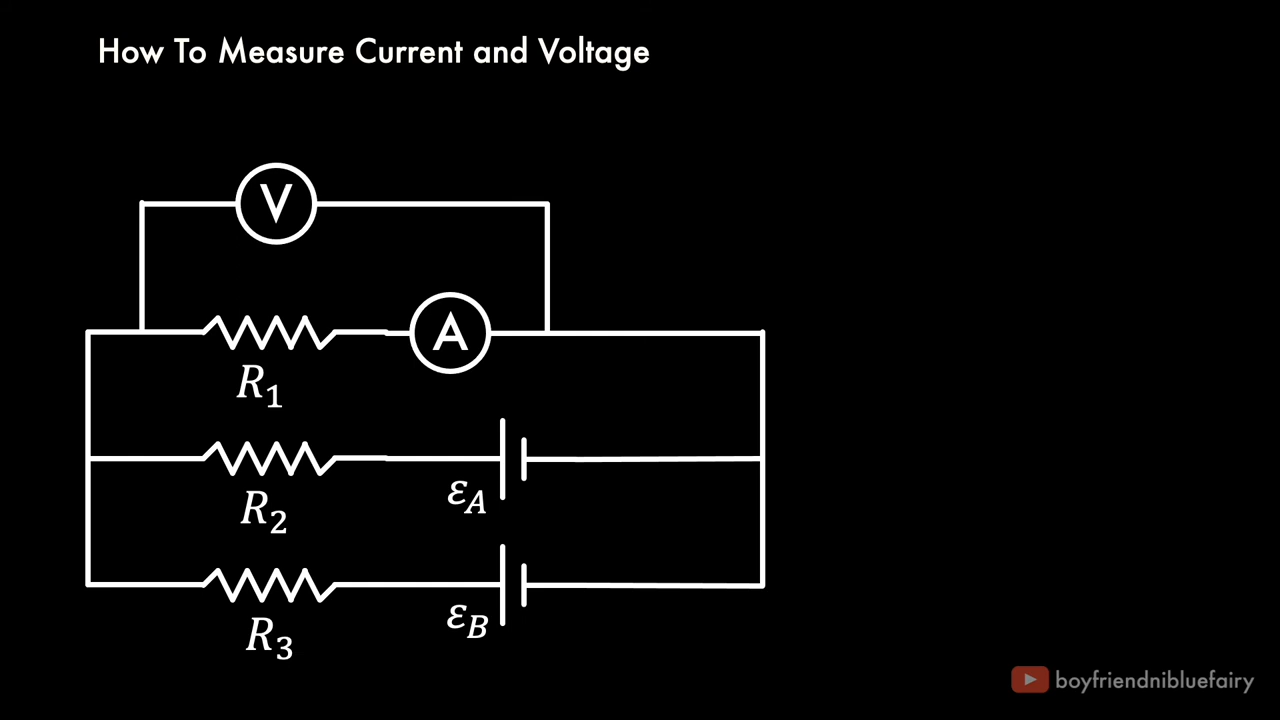 How To Measure Current and Voltage
V
A
R₁
εA
R₂
εB
R₃
boyfriendnibluefairy